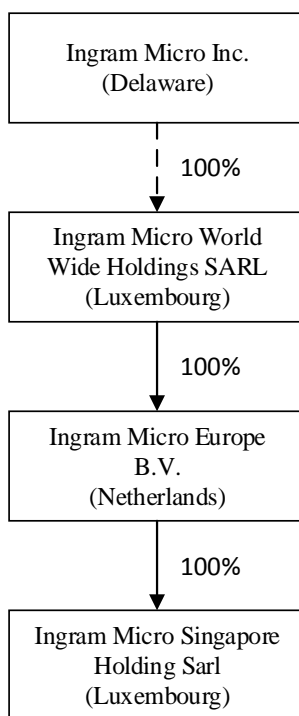 Ingram Micro Inc.
(Delaware)
100%
Ingram Micro World
Wide Holdings SARL
(Luxembourg)
100%
Ingram Micro Europe
B.V.
(Netherlands)
100%
Ingram Micro Singapore
Holding Sarl
(Luxembourg)